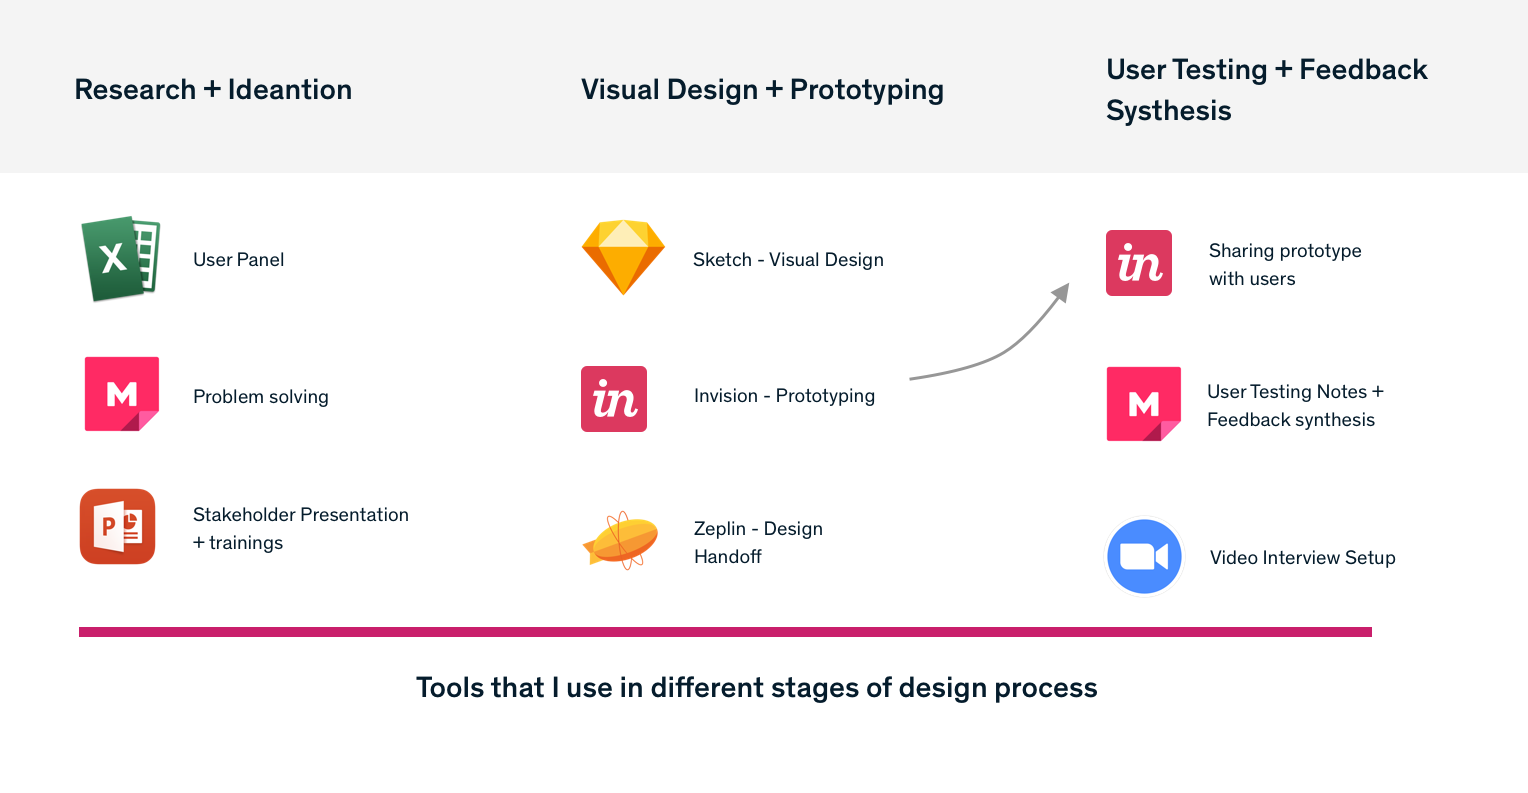 Research + Ideantion
Visual Design + Prototyping
User Testing + Feedback
Systhesis
X
User Panel
M
Problem solving
P
Stakeholder Presentation
+ trainings
Sketch - Visual Design
in
Invision - Prototyping
Zeplin - Design
Handoff
in
Sharing prototype
with users
M
User Testing Notes +
Feedback synthesis
Video Interview Setup
Tools that I use in different stages of design process